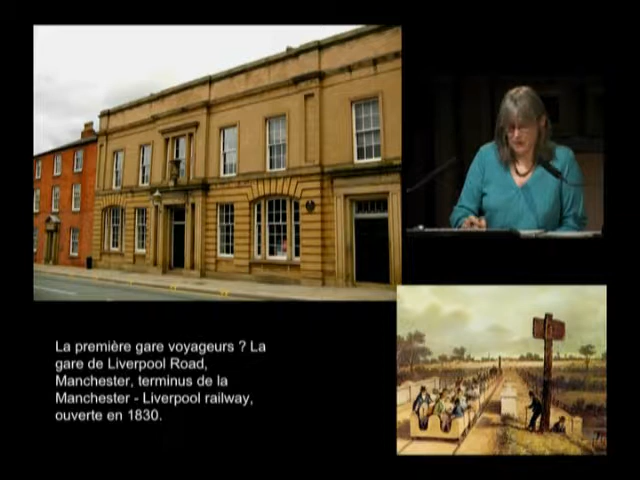 La première gare voyageurs ? La
gare de Liverpool Road,
Manchester, terminus de la
Manchester - Liverpool railway,
ouverte en 1830.